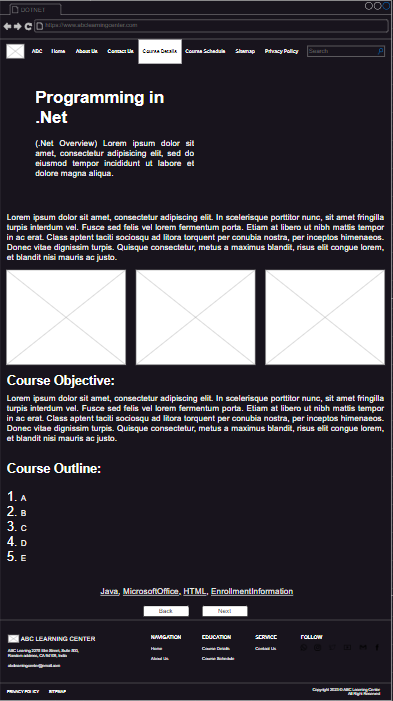 DOTNET
https://www.abclearningcenter.com
ABC Home About Us Contact Us Course Details Course Schedule Sitemap Privacy Policy Search
Programming in
.Net
(.Net Overview) Lorem ipsum dolor sit
amet, consectetur adipisicing elit, sed do
eiusmod tempor incididunt ut labore et
dolore magna aliqua.
Lorem ipsum dolor sit amet, consectetur adipiscing elit. In scelerisque porttitor nunc, sit amet fringilla
turpis interdum vel. Fusce sed felis vel lorem fermentum porta. Etiam at libero ut nibh mattis tempor
in ac erat. Class aptent taciti sociosqu ad litora torquent per conubia nostra, per inceptos himenaeos.
Donec vitae dignissim turpis. Quisque consectetur, metus a maximus blandit, risus elit congue lorem,
et blandit nisi mauris ac justo.
Course Objective:
Lorem ipsum dolor sit amet, consectetur adipiscing elit. In scelerisque porttitor nunc, sit amet fringilla
turpis interdum vel. Fusce sed felis vel lorem fermentum porta. Etiam at libero ut nibh mattis tempor
in ac erat. Class aptent taciti sociosqu ad litora torquent per conubia nostra, per inceptos himenaeos.
Donec vitae dignissim turpis. Quisque consectetur, metus a maximus blandit, risus elit congue lorem,
et blandit nisi mauris ac justo.
Course Outline:
1. A
2. B
3. C
4. D
5. E
Java, MicrosoftOffice, HTML, EnrollmentInformation
Back Next
ABC LEARNING CENTER NAVIGATION EDUCATION SERVICE FOLLOW
Home Course Details Contact Us
About Us Course Schedule
PRIVACY POLICY SITEMAP
Copyright 2023 © ABC Learning Center
All Right Reserved